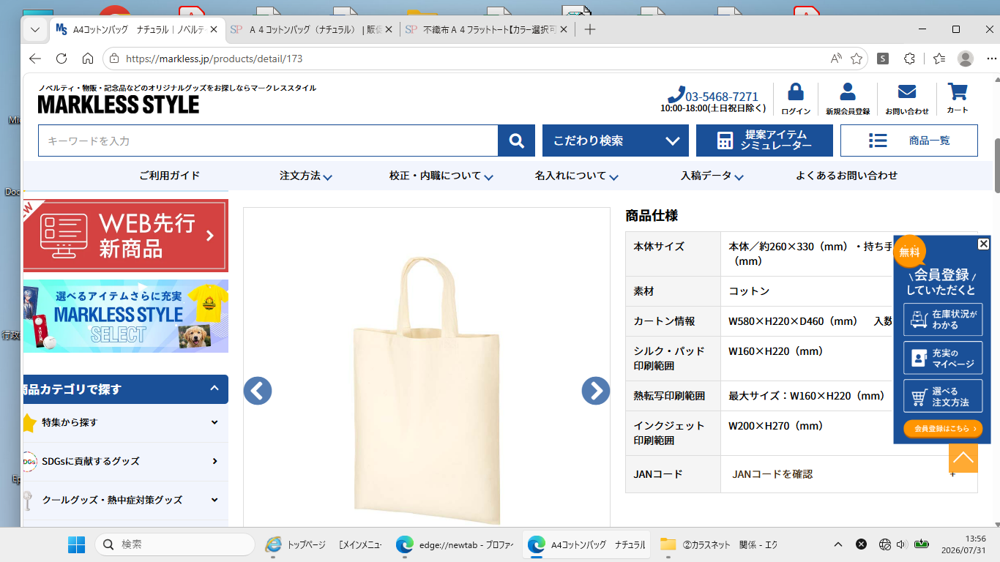 A4コットンバッグ　ナチュラル｜ノベルテ
A４コットンバッグ（ナチュラル）｜販促
不織布Ａ４フラットトート【カラー選択可
https://markless.jp/products/detail/173
ノベルティ・物販・記念品などのオリジナルグッズをお探しならマークレススタイル
MARKLESS STYLE
03-5468-7271
10:00-18:00(土日祝日除く)
ログイン
新規会員登録
お問い合わせ
カート
キーワードを入力
こだわり検索
提案アイテム
シミュレーター
商品一覧
ご利用ガイド
注文方法
校正・内職について
名入れについて
入稿データ
よくあるお問い合わせ
WEB先行
新商品
選べるアイテムさらに充実
MARKLESS STYLE
SELECT
商品カテゴリで探す
特集から探す
SDGsに貢献するグッズ
クールグッズ・熱中症対策グッズ
商品仕様
本体サイズ
本体／約260×330（mm）・持ち手
（mm）
素材
コットン
カートン情報
W580×H220×D460（mm）　入数
シルク・パッド
印刷範囲
W160×H220（mm）
熱転写印刷範囲
最大サイズ：W160×H220（mm）
インクジェット
印刷範囲
W200×H270（mm）
JANコード
JANコードを確認
+
無料
会員登録
していただくと
在庫状況が
わかる
充実の
マイページ
選べる
注文方法
会員登録はこちら
Doc
行政
検索
トップページ　［メインメニュー
edge://newtab - プロファイ
A4コットンバッグ　ナチュラル
②カラスネット　関係 - エク
13:56
2026/07/31